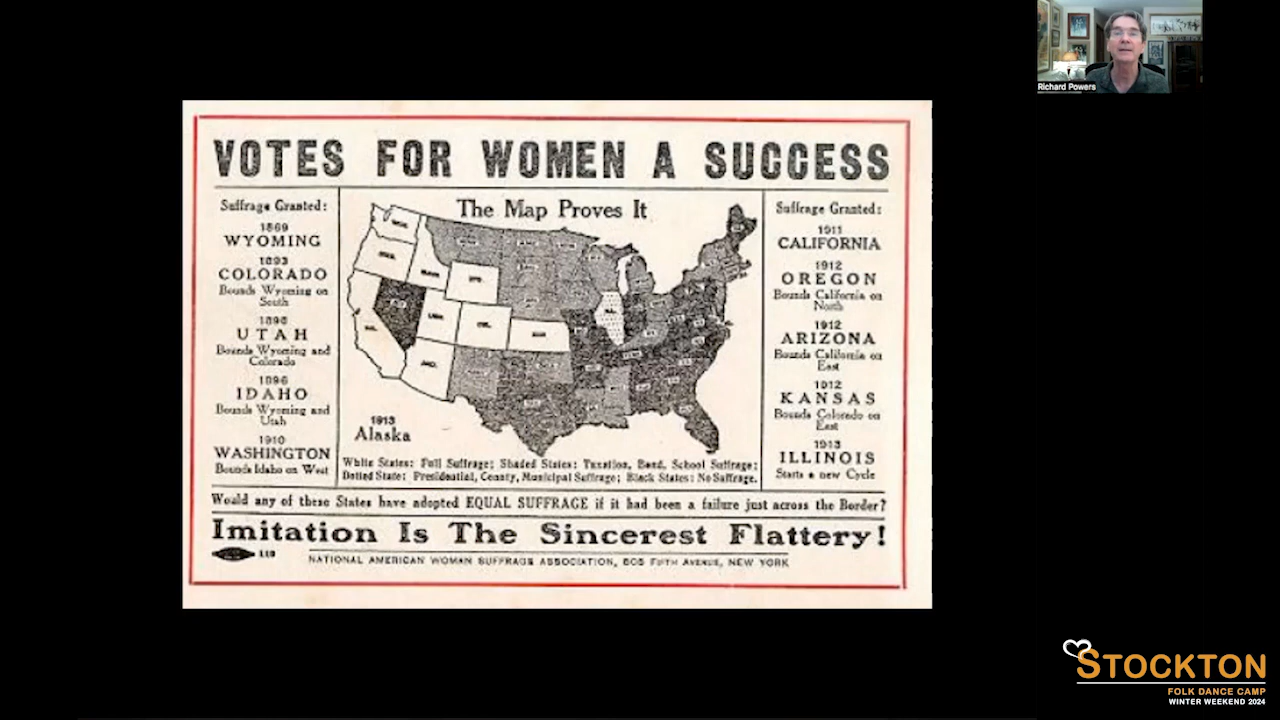 Richard Powers
VOTES FOR WOMEN A SUCCESS
Suffrage Granted:
1869
WYOMING
1893
COLORADO
Bounds Wyoming on
South
1896
UTAH
Bounds Wyoming and
Colorado
1896
IDAHO
Bounds Wyoming and
Utah
1910
WASHINGTON
Bounds Idaho on West
The Map Proves It
1913
Alaska
White States: Full Suffrage; Shaded States: Taxation, Bond, School Suffrage;
Dotted State: Presidential, County, Municipal Suffrage; Black States: No Suffrage.
Suffrage Granted:
1911
CALIFORNIA
1912
OREGON
Bounds California on
North
1912
ARIZONA
Bounds California on
East
1912
KANSAS
Bounds Colorado on
East
1913
ILLINOIS
Starts a new Cycle
Would any of these States have adopted EQUAL SUFFRAGE if it had been a failure just across the Border?
Imitation Is The Sincerest Flattery!
NATIONAL AMERICAN WOMAN SUFFRAGE ASSOCIATION, 505 FIFTH AVENUE, NEW YORK
STOCKTON
FOLK DANCE CAMP
WINTER WEEKEND 2024